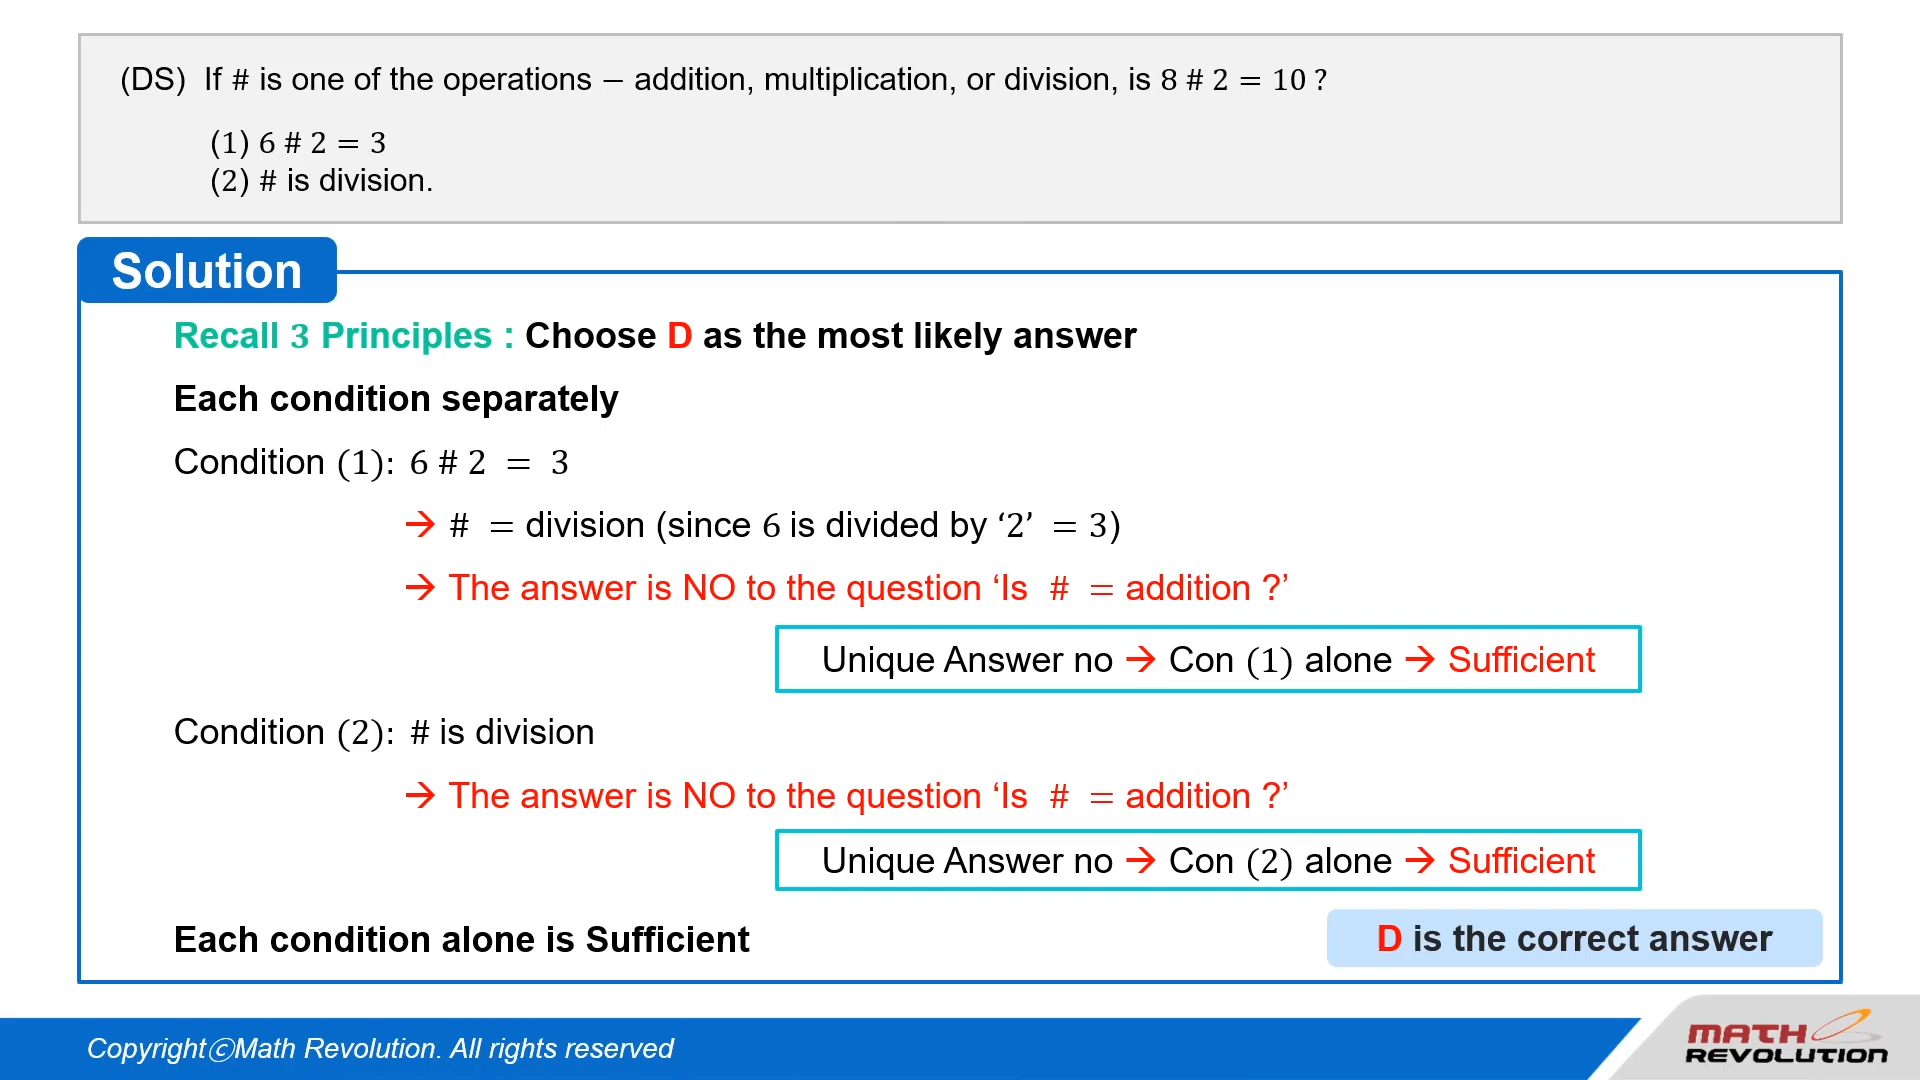 (DS) If # is one of the operations – addition, multiplication, or division, is 8 # 2 = 10 ?
(1) 6 # 2 = 3
(2) # is division.
Solution
Recall 3 Principles : Choose D as the most likely answer
Each condition separately
Condition (1): 6 # 2 = 3
→ # = division (since 6 is divided by ‘2’ = 3)
→ The answer is NO to the question ‘Is # = addition ?’
Unique Answer no → Con (1) alone → Sufficient
Condition (2): # is division
→ The answer is NO to the question ‘Is # = addition ?’
Unique Answer no → Con (2) alone → Sufficient
Each condition alone is Sufficient
D is the correct answer
CopyrightⓒMath Revolution. All rights reserved
MATH
REVOLUTION